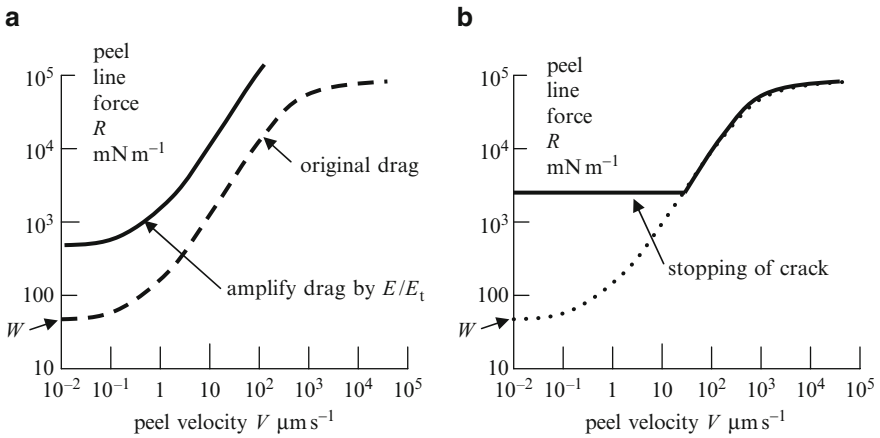 a
peel
line
force
R
mN m⁻¹
10⁵
10⁴
10³
100
10
W
original drag
amplify drag by E/Eₜ
10⁻² 10⁻¹ 1 10 10² 10³ 10⁴ 10⁵
peel velocity V μm s⁻¹
b
peel
line
force
R
mN m⁻¹
10⁵
10⁴
10³
100
10
W
stopping of crack
10⁻² 10⁻¹ 1 10 10² 10³ 10⁴ 10⁵
peel velocity V μm s⁻¹